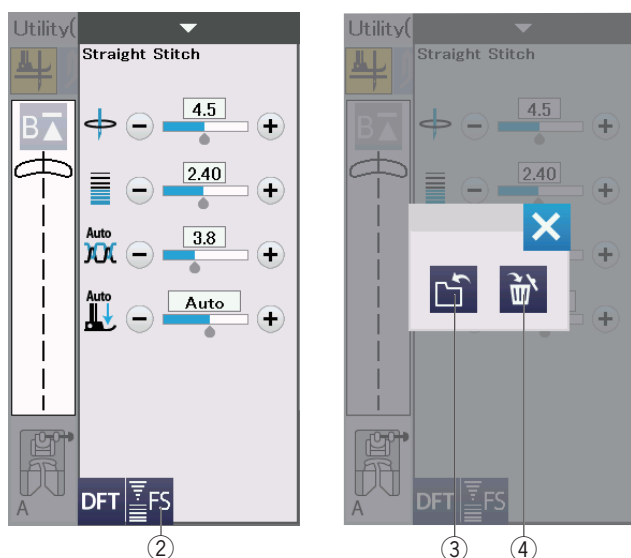 Utility(
Straight Stitch
B
4.5
2.40
Auto
3.8
Auto
Auto
A
DFT
FS
②
Utility(
Straight Stitch
B
4.5
2.40
A
DFT
FS
③
④